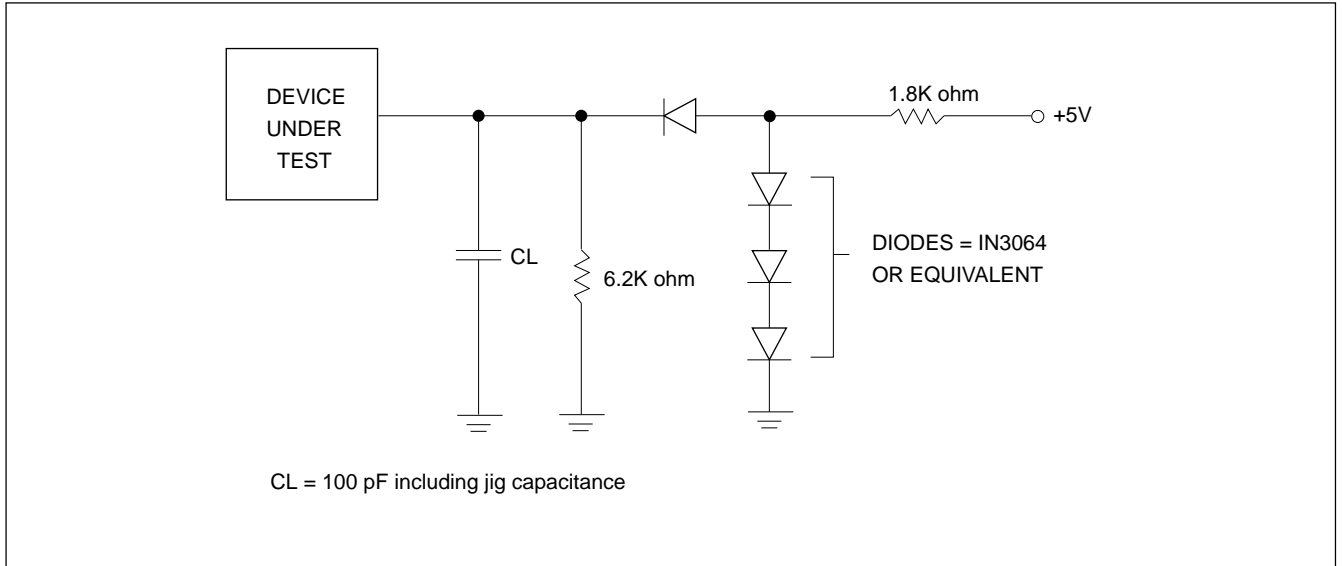 DEVICE
UNDER
TEST
1.8K ohm
+5V
CL
6.2K ohm
DIODES = IN3064
OR EQUIVALENT
CL = 100 pF including jig capacitance